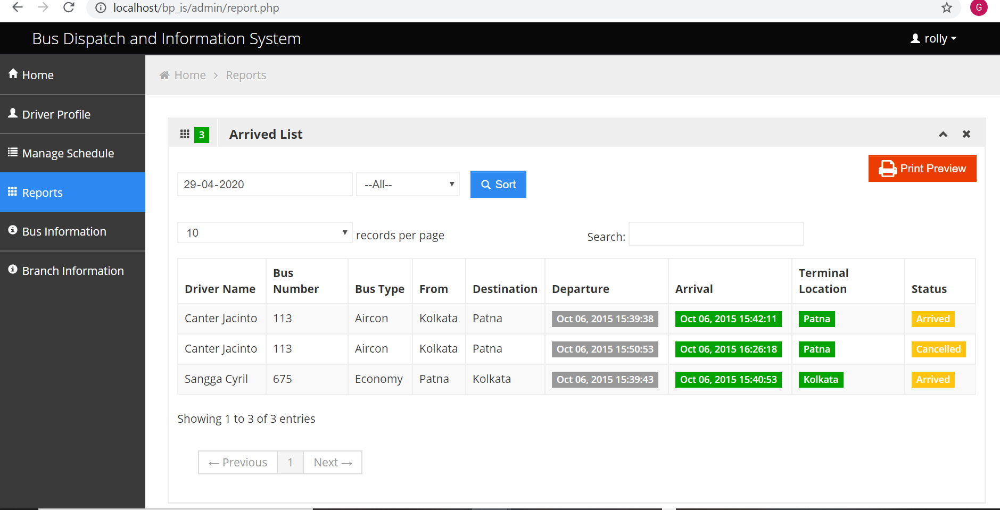 localhost/bp_is/admin/report.php
G
Bus Dispatch and Information System
rolly
Home
Driver Profile
Manage Schedule
Reports
Bus Information
Branch Information
Home > Reports
3 Arrived List
Print Preview
29-04-2020 --All-- Sort
10 records per page Search:
Driver Name Bus Number Bus Type From Destination Departure Arrival Terminal Location Status
Canter Jacinto 113 Aircon Kolkata Patna Oct 06, 2015 15:39:38 Oct 06, 2015 15:42:11 Patna Arrived
Canter Jacinto 113 Aircon Kolkata Patna Oct 06, 2015 15:50:53 Oct 06, 2015 16:26:18 Patna Cancelled
Sangga Cyril 675 Economy Patna Kolkata Oct 06, 2015 15:39:43 Oct 06, 2015 15:40:53 Kolkata Arrived
Showing 1 to 3 of 3 entries
← Previous 1 Next →